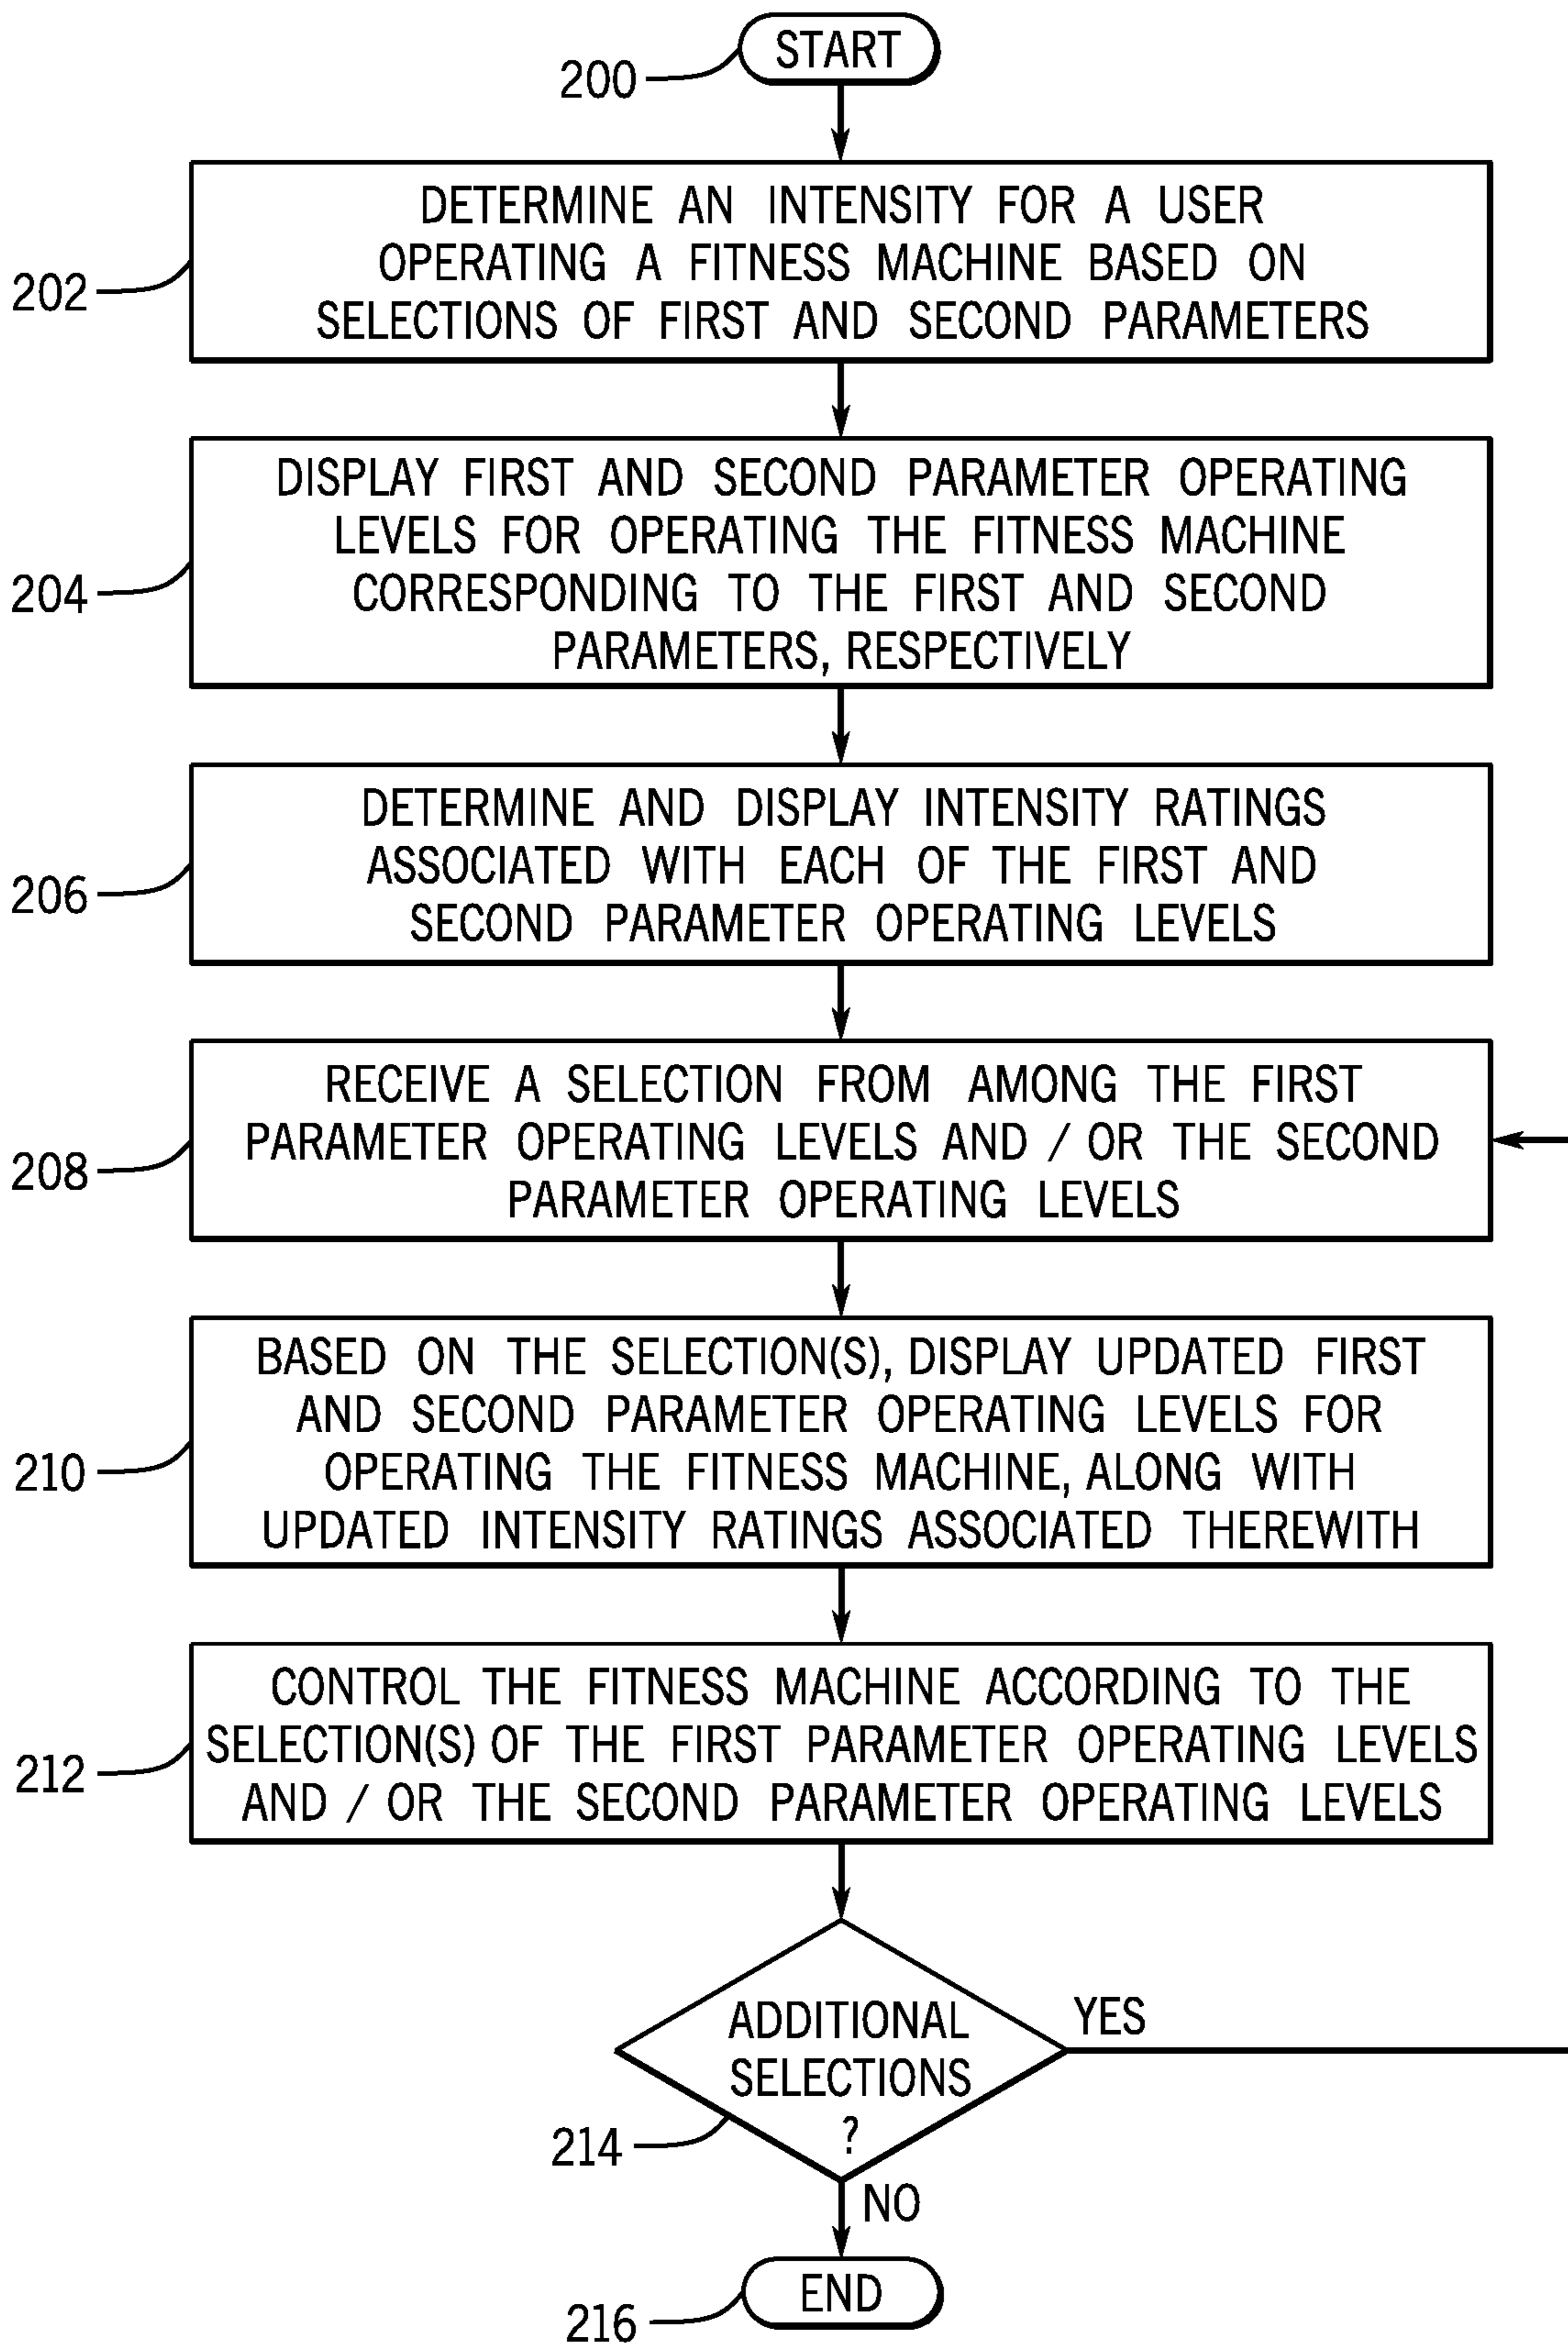 START
200
DETERMINE AN INTENSITY FOR A USER
OPERATING A FITNESS MACHINE BASED ON
SELECTIONS OF FIRST AND SECOND PARAMETERS
202
DISPLAY FIRST AND SECOND PARAMETER OPERATING
LEVELS FOR OPERATING THE FITNESS MACHINE
CORRESPONDING TO THE FIRST AND SECOND
PARAMETERS, RESPECTIVELY
204
DETERMINE AND DISPLAY INTENSITY RATINGS
ASSOCIATED WITH EACH OF THE FIRST AND
SECOND PARAMETER OPERATING LEVELS
206
RECEIVE A SELECTION FROM AMONG THE FIRST
PARAMETER OPERATING LEVELS AND / OR THE SECOND
PARAMETER OPERATING LEVELS
208
BASED ON THE SELECTION(S), DISPLAY UPDATED FIRST
AND SECOND PARAMETER OPERATING LEVELS FOR
OPERATING THE FITNESS MACHINE, ALONG WITH
UPDATED INTENSITY RATINGS ASSOCIATED THEREWITH
210
CONTROL THE FITNESS MACHINE ACCORDING TO THE
SELECTION(S) OF THE FIRST PARAMETER OPERATING LEVELS
AND / OR THE SECOND PARAMETER OPERATING LEVELS
212
ADDITIONAL
SELECTIONS
?
YES
214
NO
END
216